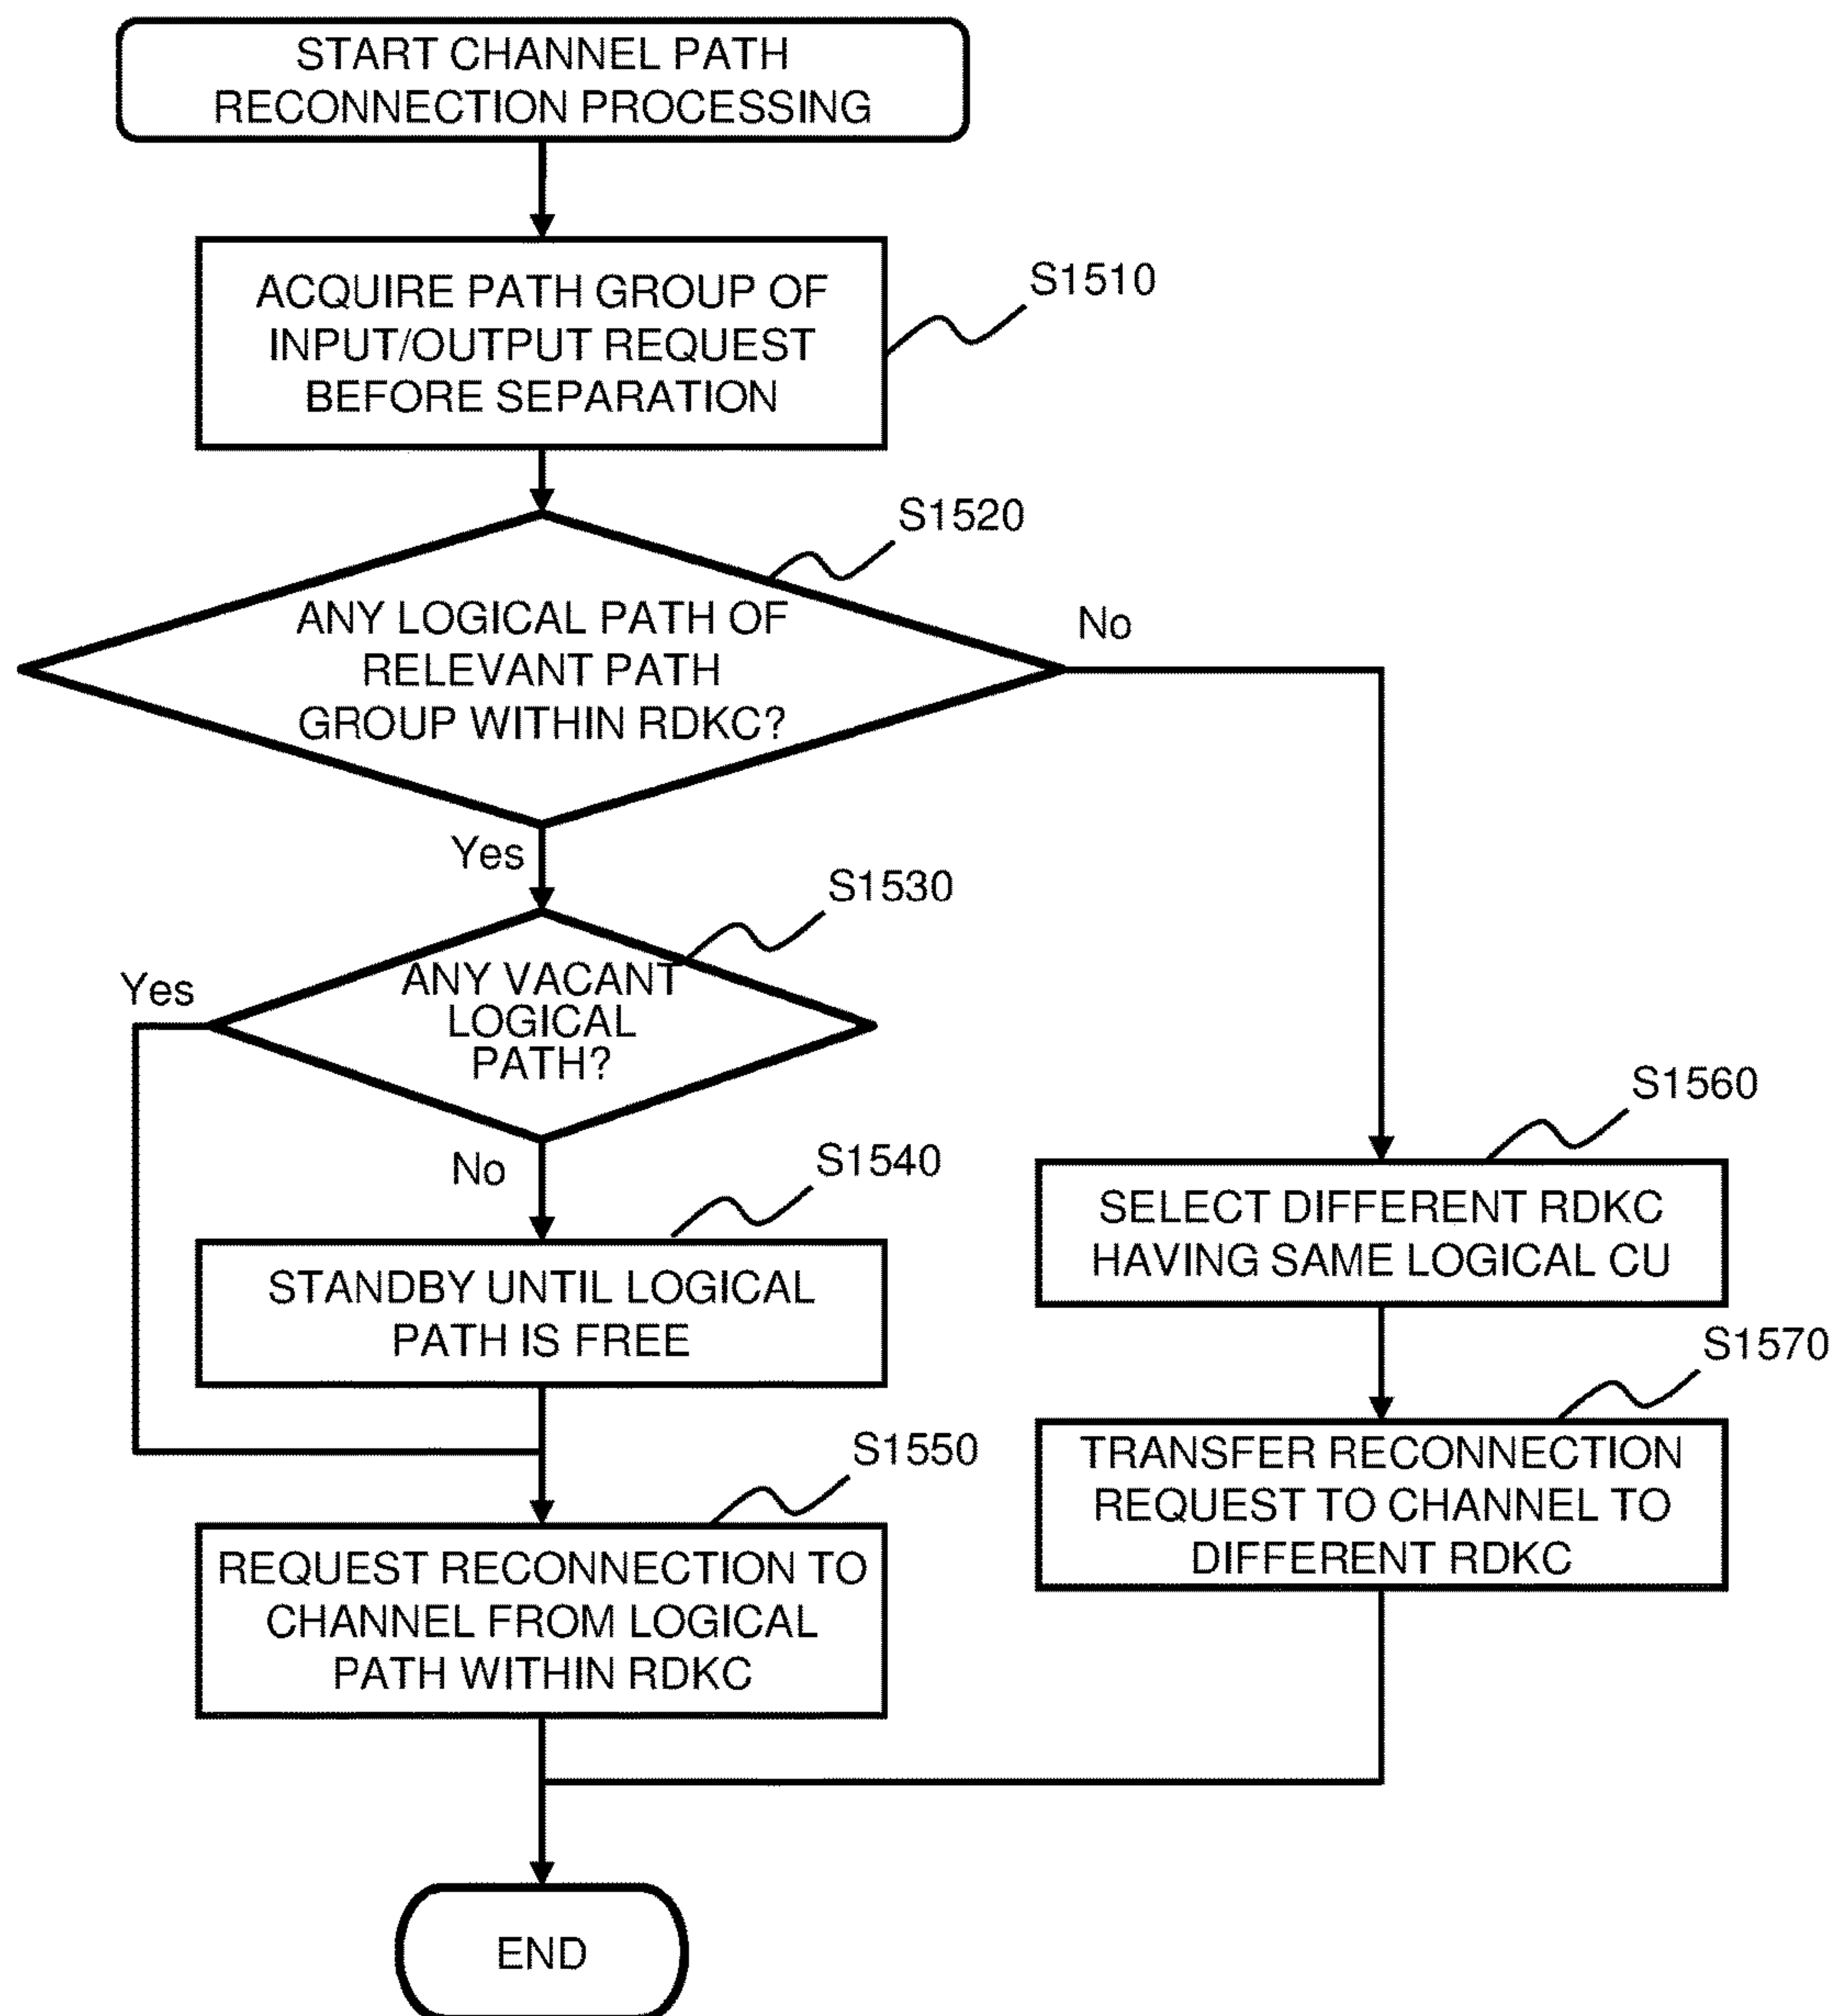 START CHANNEL PATH
RECONNECTION PROCESSING
ACQUIRE PATH GROUP OF
INPUT/OUTPUT REQUEST
BEFORE SEPARATION
S1510
S1520
ANY LOGICAL PATH OF
RELEVANT PATH
GROUP WITHIN RDKC?
No
Yes
S1530
ANY VACANT
LOGICAL
PATH?
Yes
No
S1540
STANDBY UNTIL LOGICAL
PATH IS FREE
S1550
REQUEST RECONNECTION TO
CHANNEL FROM LOGICAL
PATH WITHIN RDKC
S1560
SELECT DIFFERENT RDKC
HAVING SAME LOGICAL CU
S1570
TRANSFER RECONNECTION
REQUEST TO CHANNEL TO
DIFFERENT RDKC
END